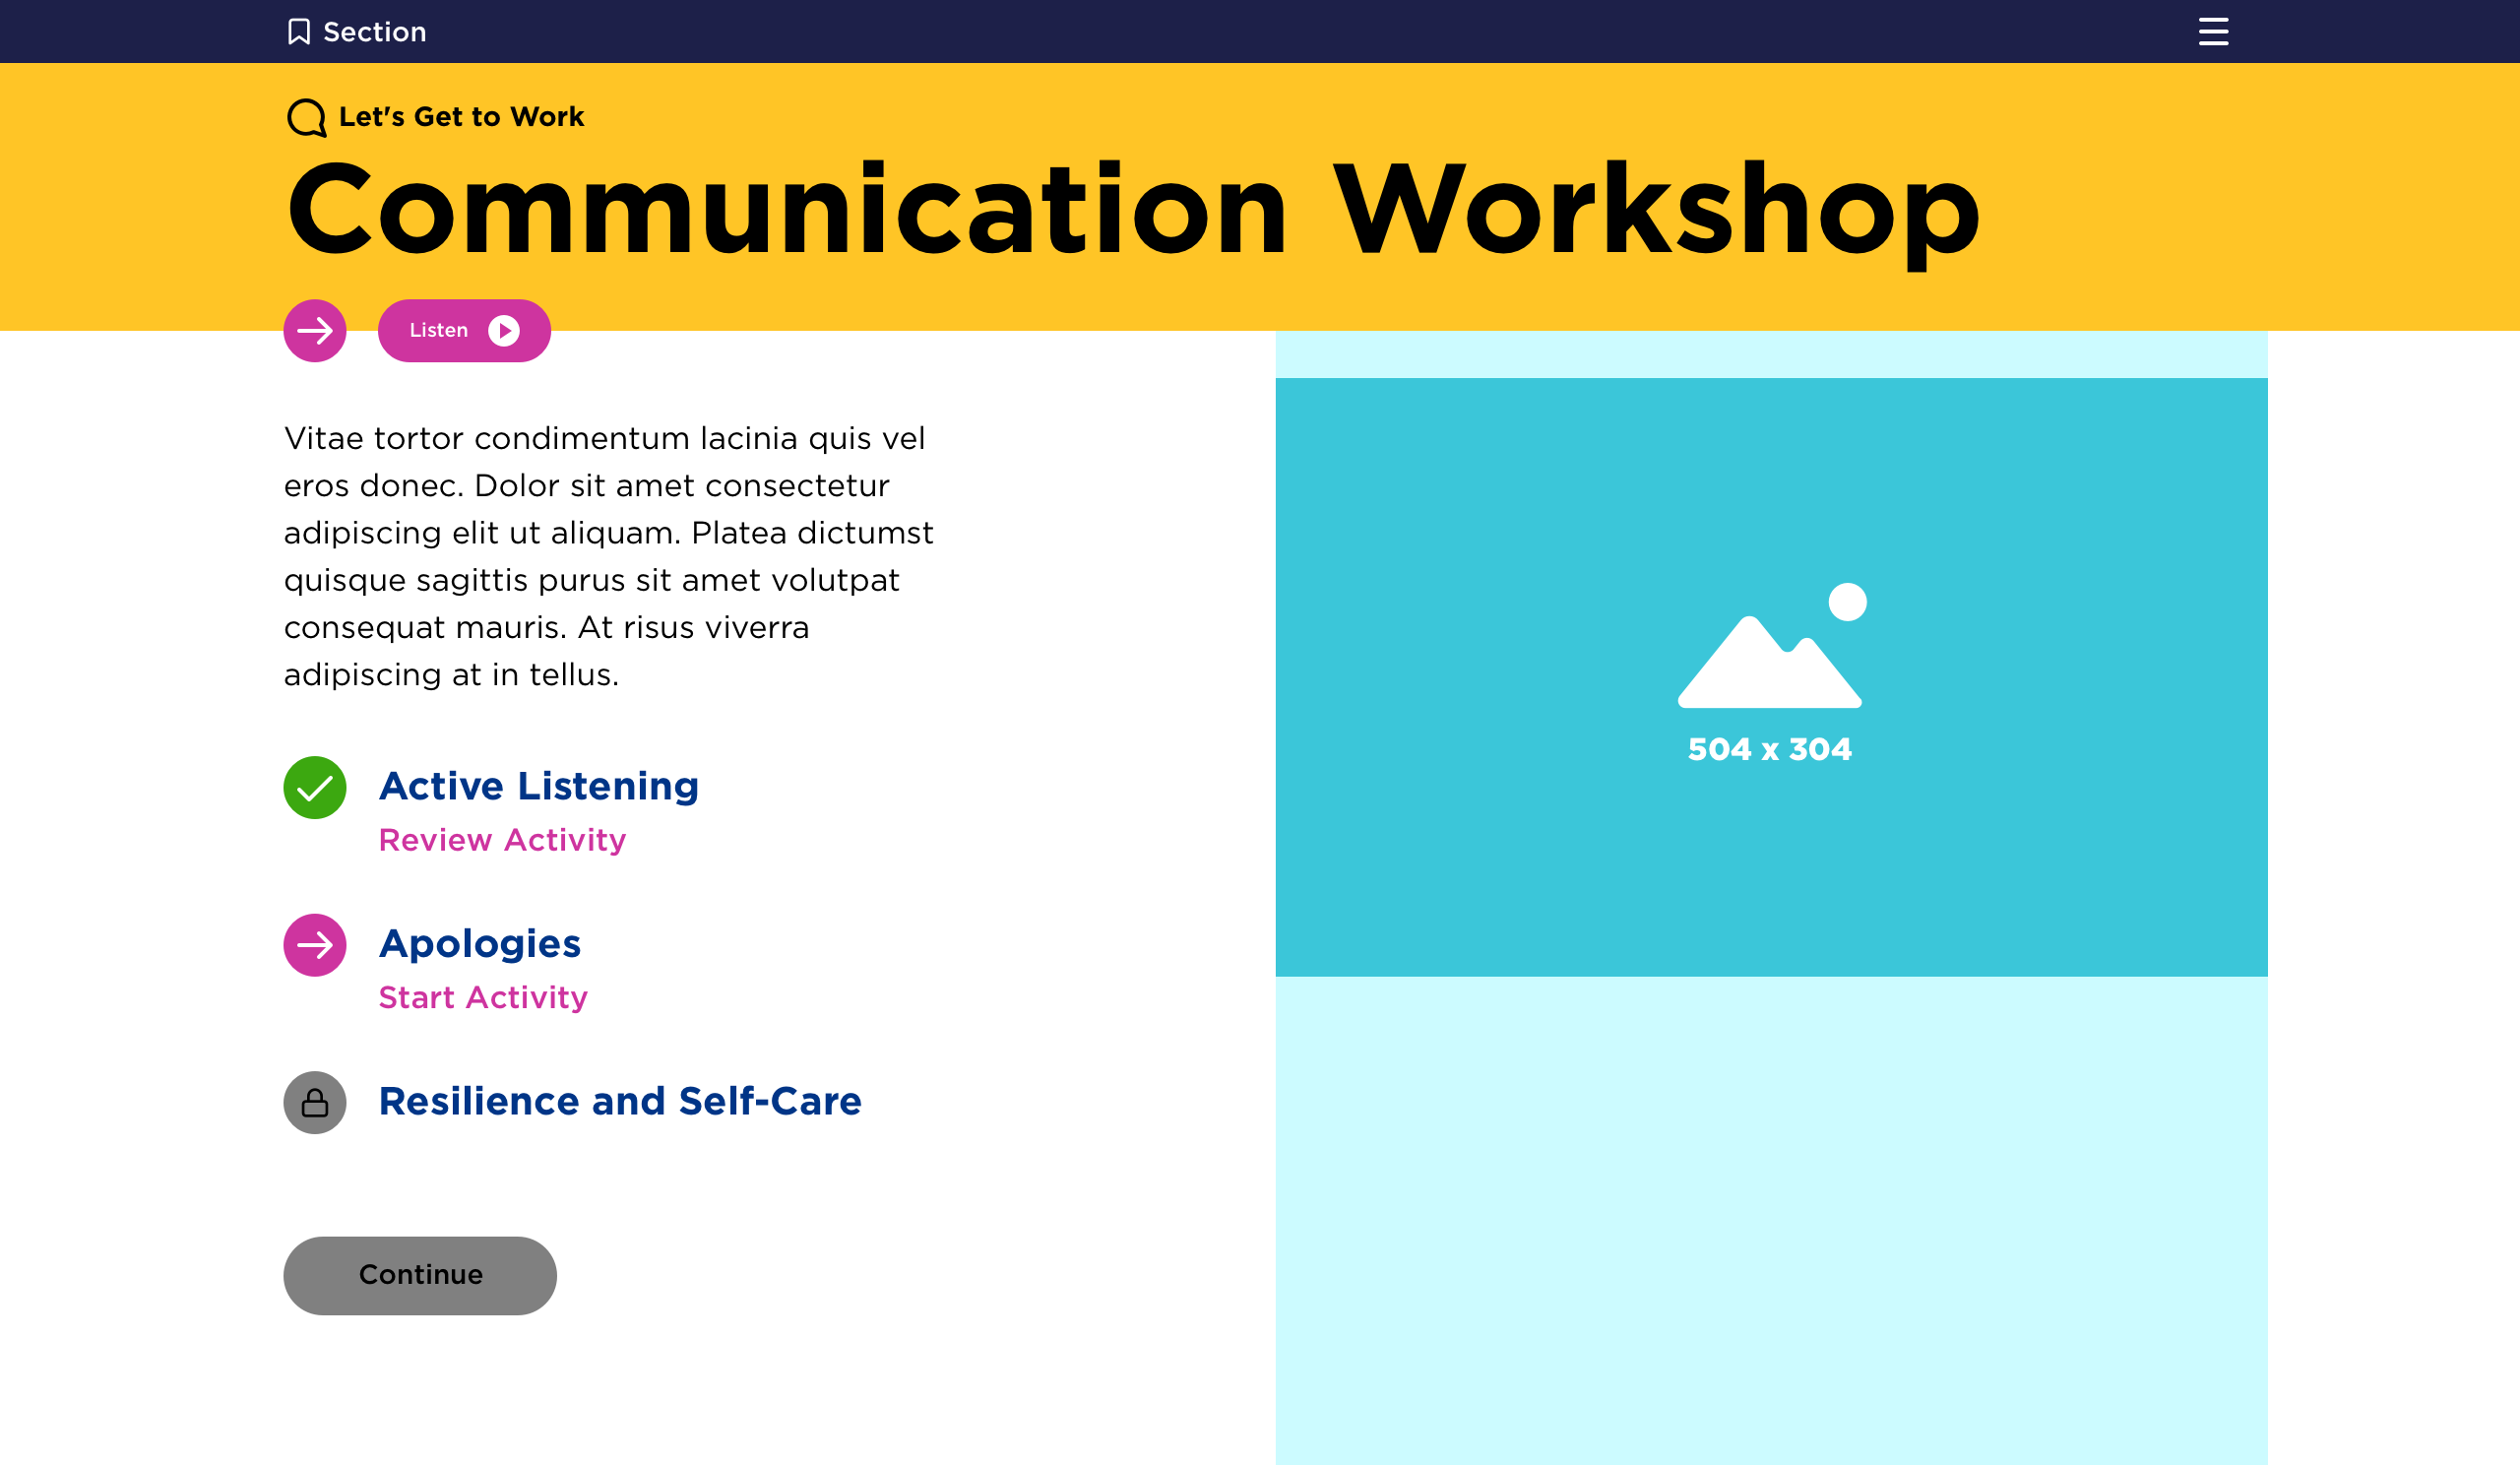 Section
Let's Get to Work
Communication Workshop
Listen
Vitae tortor condimentum lacinia quis vel
eros donec. Dolor sit amet consectetur
adipiscing elit ut aliquam. Platea dictumst
quisque sagittis purus sit amet volutpat
consequat mauris. At risus viverra
adipiscing at in tellus.
Active Listening
Review Activity
Apologies
Start Activity
Resilience and Self-Care
Continue
504 x 304